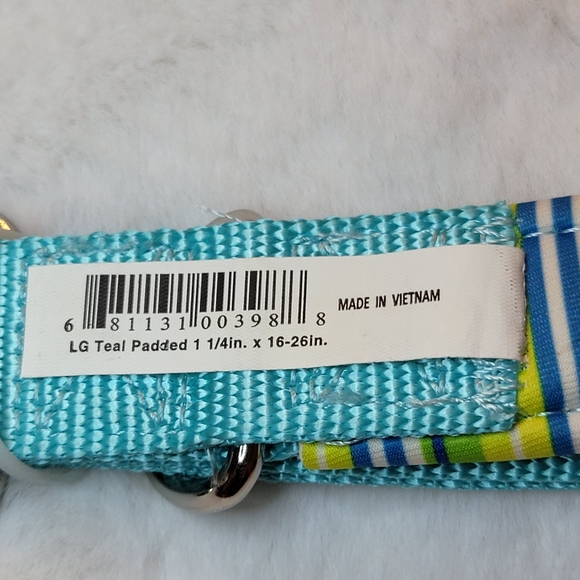 6 81131 00398 8
MADE IN VIETNAM
LG Teal Padded 1 1/4in. x 16-26in.